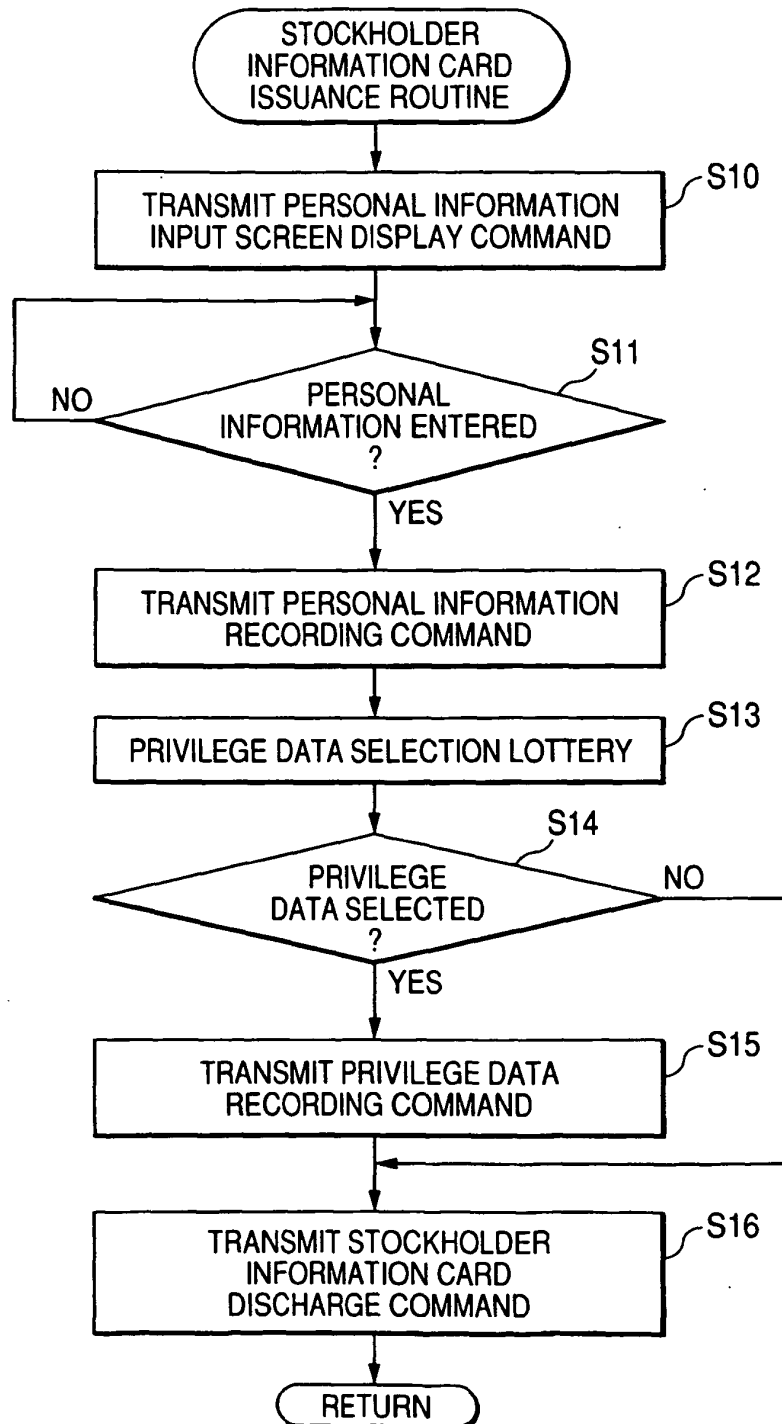 STOCKHOLDER
INFORMATION CARD
ISSUANCE ROUTINE
S10
TRANSMIT PERSONAL INFORMATION
INPUT SCREEN DISPLAY COMMAND
S11
PERSONAL
INFORMATION ENTERED
?
NO
YES
S12
TRANSMIT PERSONAL INFORMATION
RECORDING COMMAND
S13
PRIVILEGE DATA SELECTION LOTTERY
S14
PRIVILEGE
DATA SELECTED
?
NO
YES
S15
TRANSMIT PRIVILEGE DATA
RECORDING COMMAND
S16
TRANSMIT STOCKHOLDER
INFORMATION CARD
DISCHARGE COMMAND
RETURN